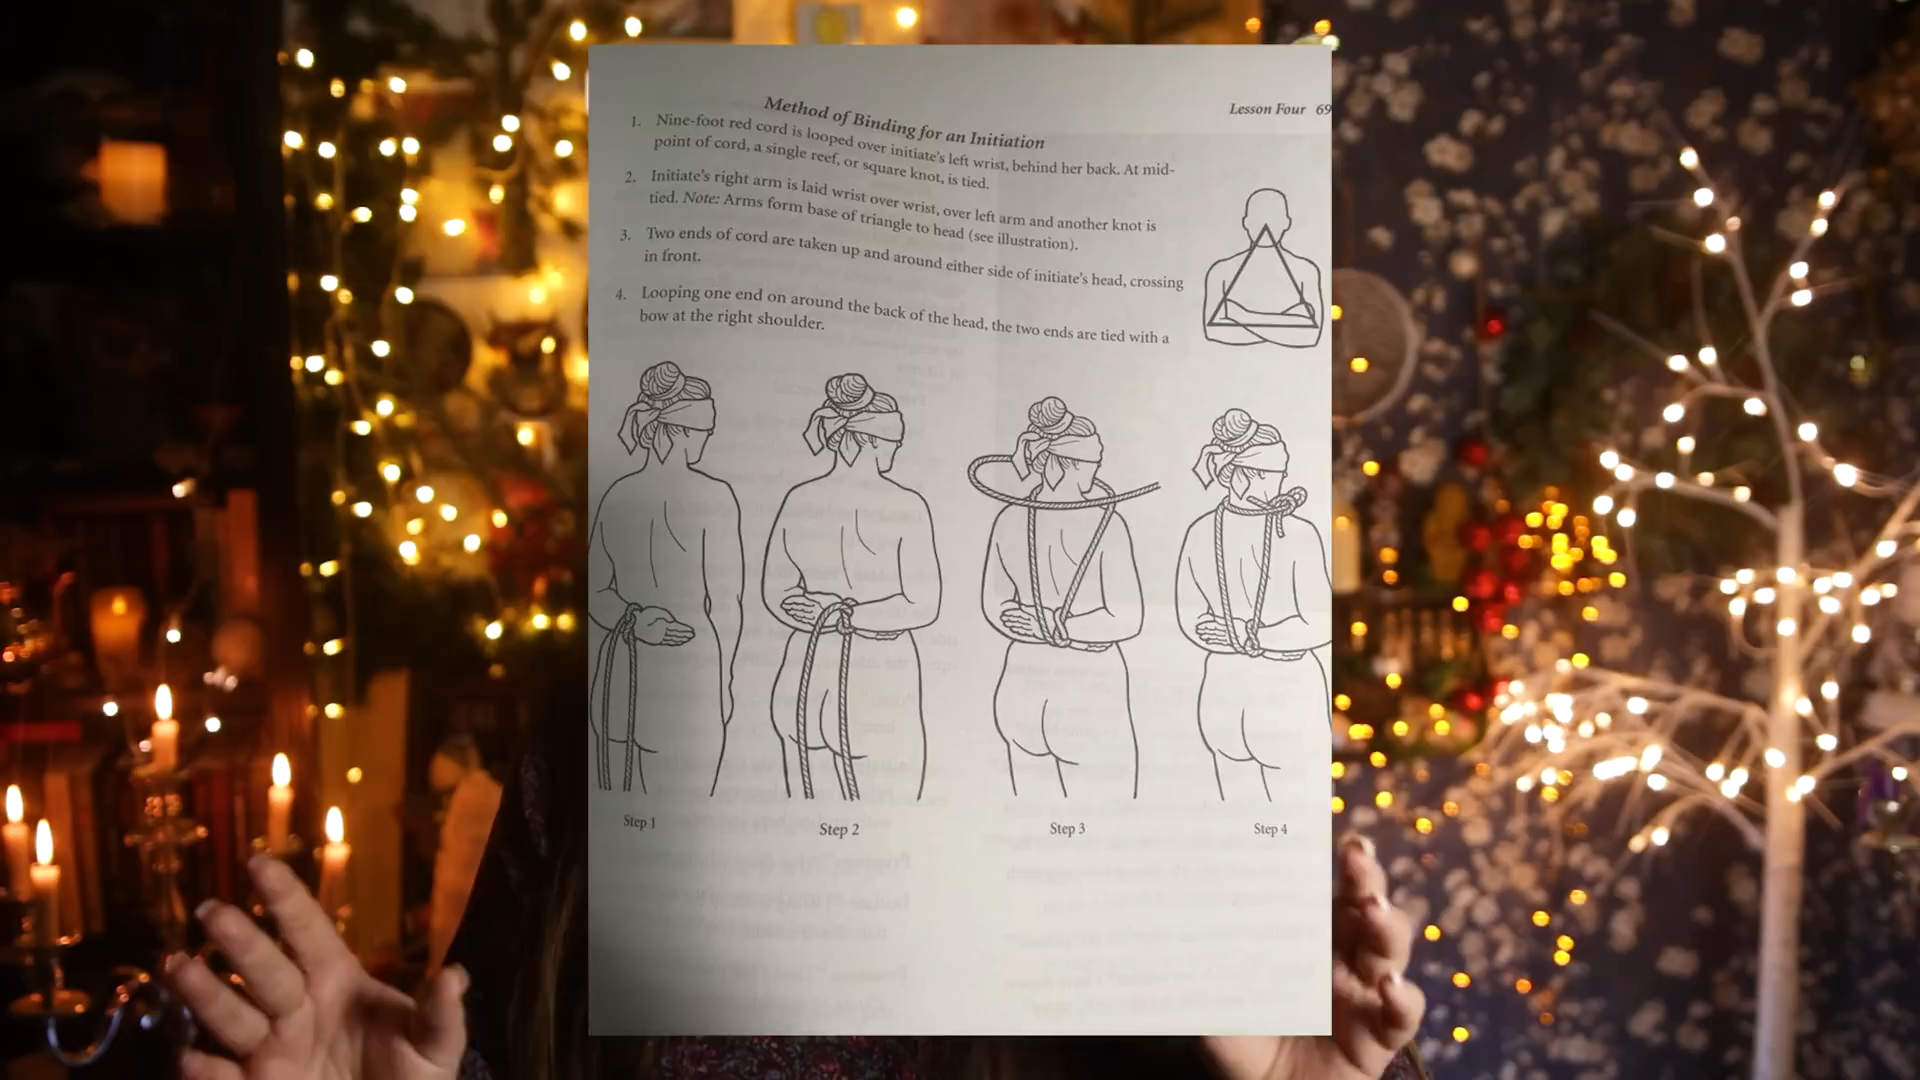 Lesson Four 69
Method of Binding for an Initiation
1. Nine-foot red cord is looped over initiate's left wrist, behind her back. At mid-
point of cord, a single reef, or square knot, is tied.
2. Initiate's right arm is laid wrist over wrist, over left arm and another knot is
tied. Note: Arms form base of triangle to head (see illustration).
3. Two ends of cord are taken up and around either side of initiate's head, crossing
in front.
4. Looping one end on around the back of the head, the two ends are tied with a
bow at the right shoulder.
Step 1
Step 2
Step 3
Step 4